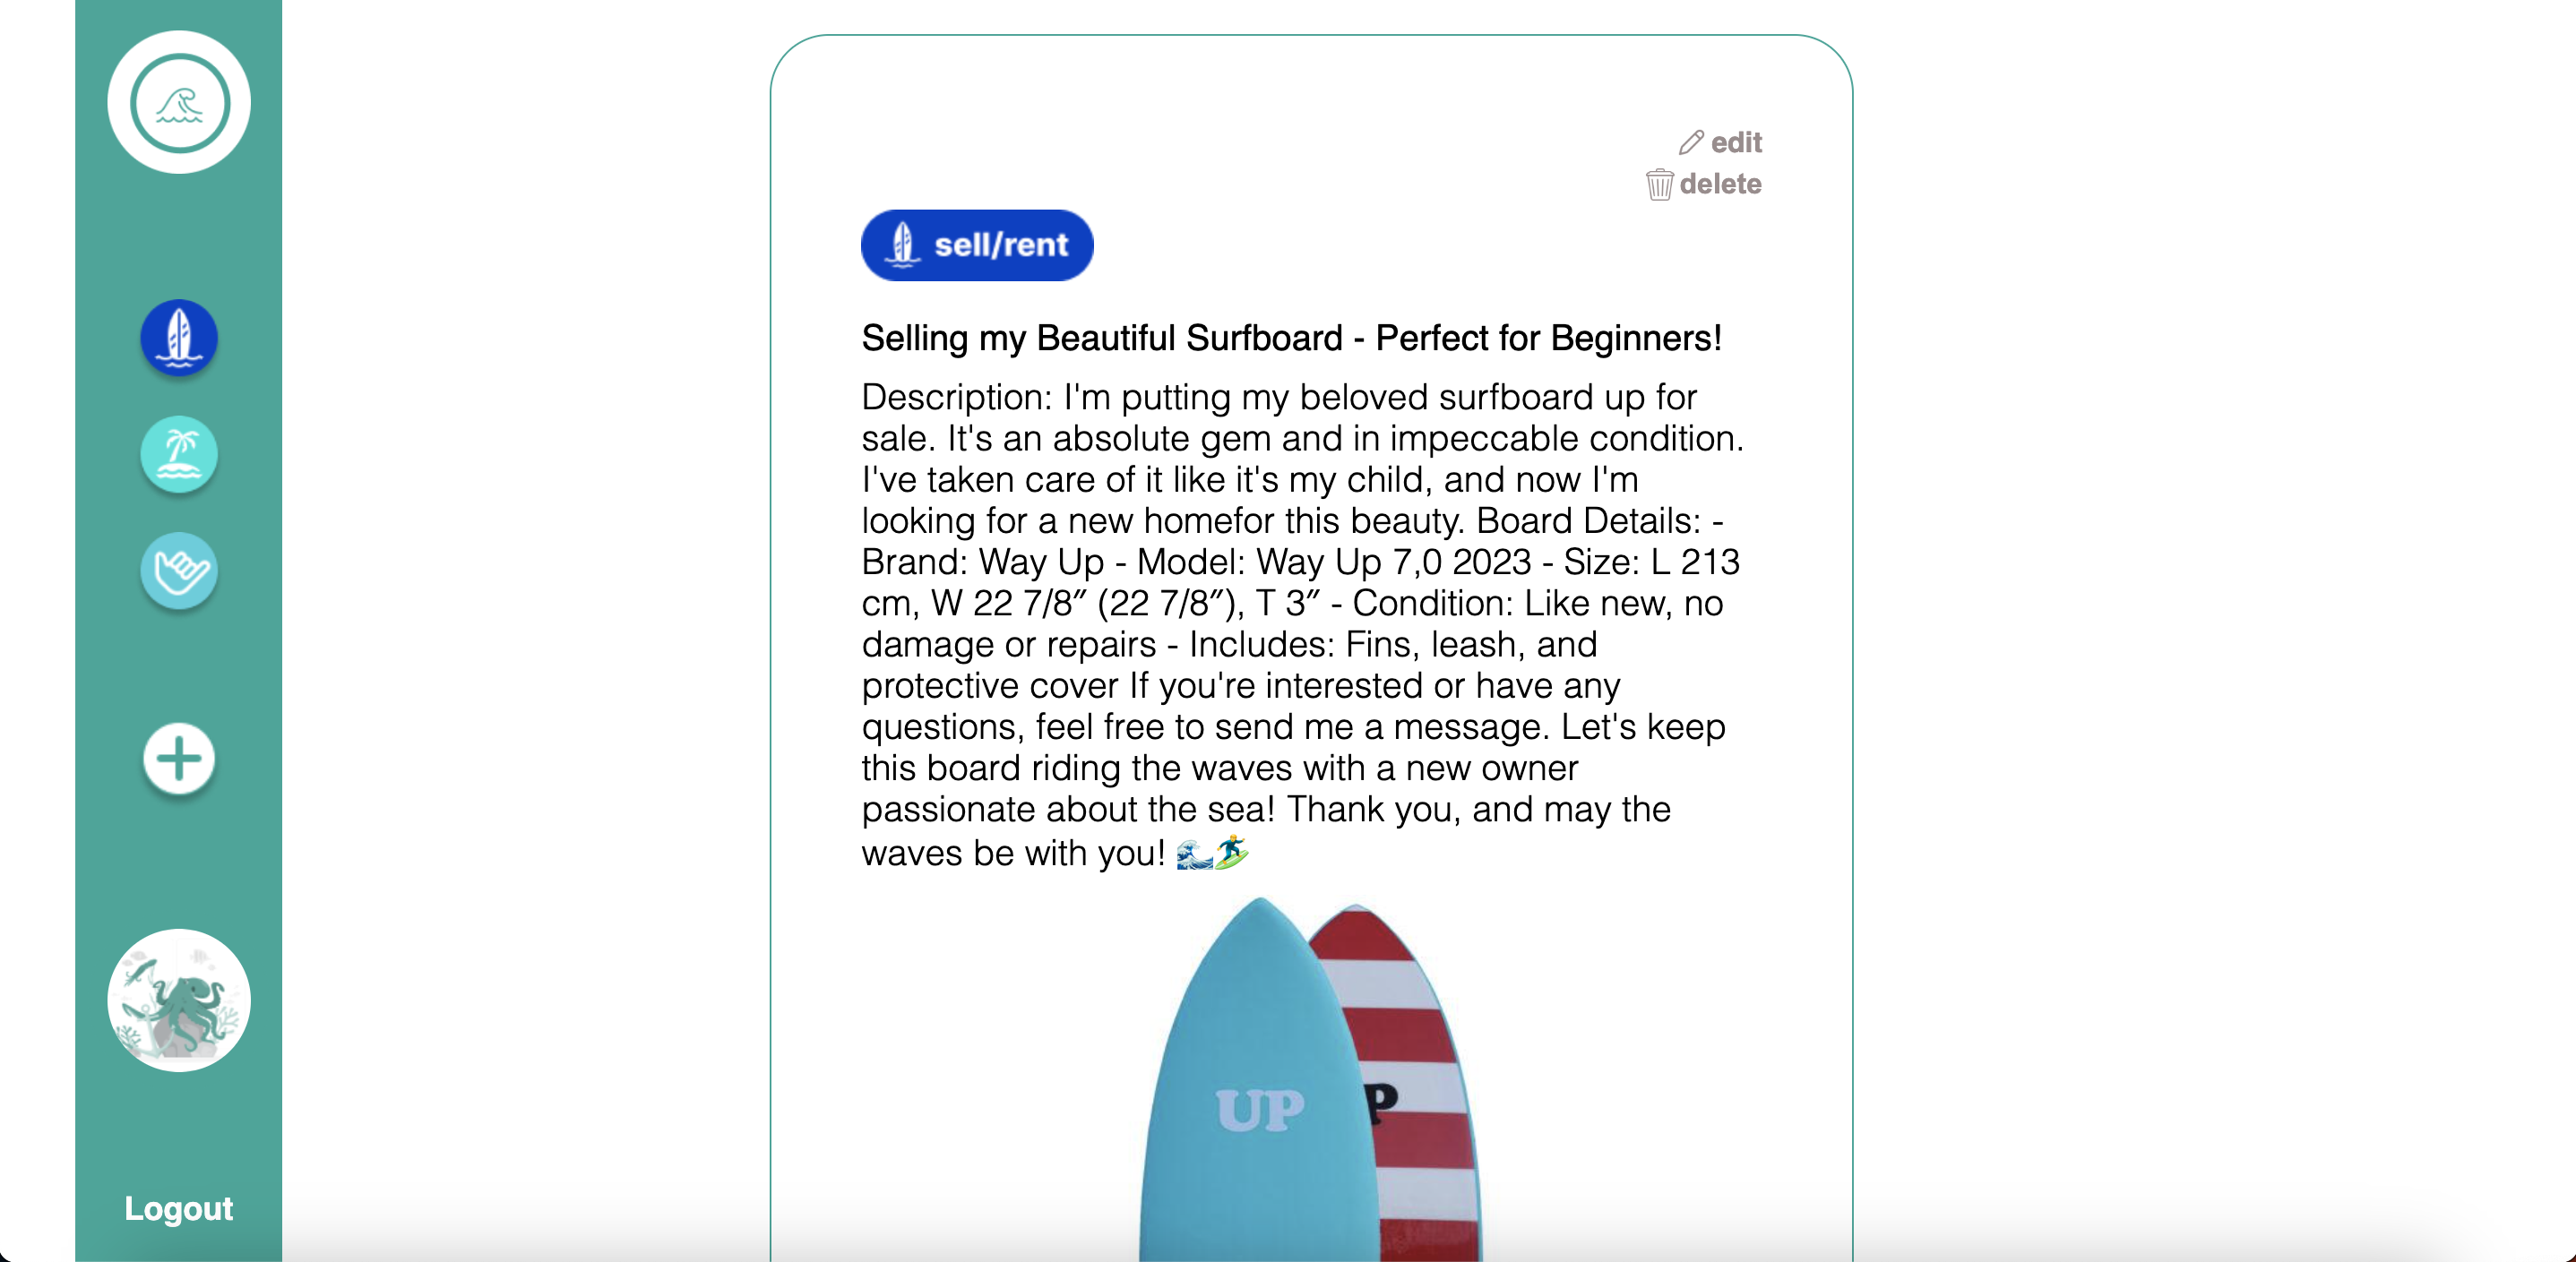 edit
delete
sell/rent
Selling my Beautiful Surfboard - Perfect for Beginners!
Description: I'm putting my beloved surfboard up for
sale. It's an absolute gem and in impeccable condition.
I've taken care of it like it's my child, and now I'm
looking for a new homefor this beauty. Board Details: -
Brand: Way Up - Model: Way Up 7,0 2023 - Size: L 213
cm, W 22 7/8″ (22 7/8″), T 3″ - Condition: Like new, no
damage or repairs - Includes: Fins, leash, and
protective cover If you're interested or have any
questions, feel free to send me a message. Let's keep
this board riding the waves with a new owner
passionate about the sea! Thank you, and may the
waves be with you! 🌊🏄
UP
P
Logout